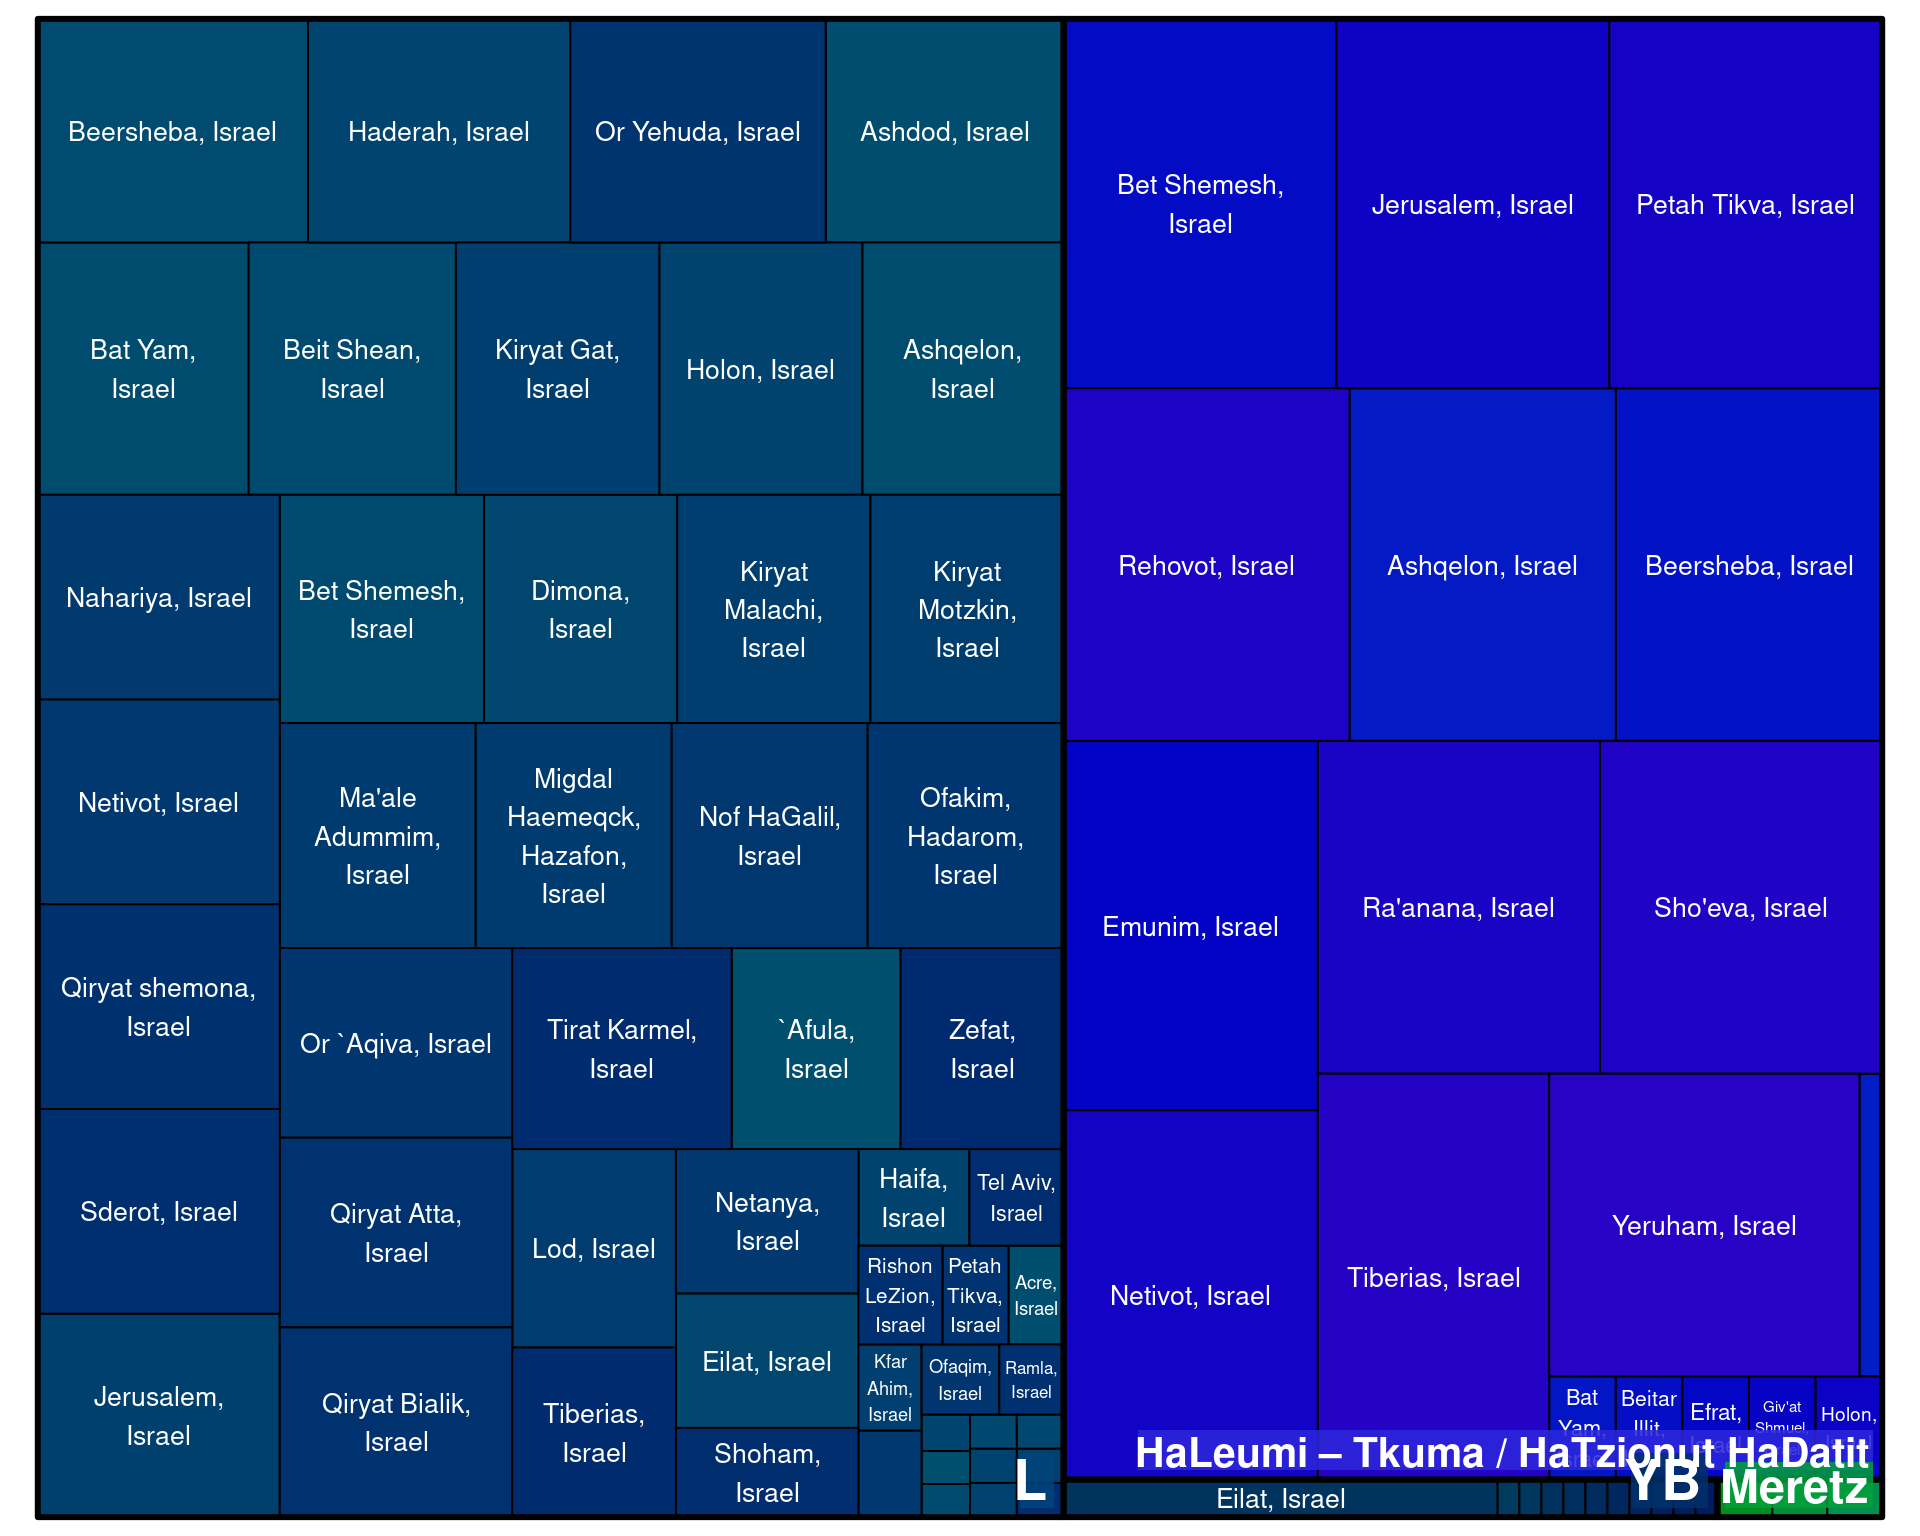 Beersheba, Israel
Haderah, Israel
Or Yehuda, Israel
Ashdod, Israel
Bat Yam,
Israel
Beit Shean,
Israel
Kiryat Gat,
Israel
Holon, Israel
Ashqelon,
Israel
Nahariya, Israel
Bet Shemesh,
Israel
Dimona,
Israel
Kiryat
Malachi,
Israel
Kiryat
Motzkin,
Israel
Netivot, Israel
Ma'ale
Adummim,
Israel
Migdal
Haemeqck,
Hazafon,
Israel
Nof HaGalil,
Israel
Ofakim,
Hadarom,
Israel
Qiryat shemona,
Israel
Or `Aqiva, Israel
Tirat Karmel,
Israel
`Afula,
Israel
Zefat,
Israel
Sderot, Israel
Qiryat Atta,
Israel
Lod, Israel
Netanya,
Israel
Haifa,
Israel
Tel Aviv,
Israel
Rishon
LeZion,
Israel
Petah
Tikva,
Israel
Acre,
Israel
Eilat, Israel
Kfar
Ahim,
Israel
Ofaqim,
Israel
Ramla,
Israel
Jerusalem,
Israel
Qiryat Bialik,
Israel
Tiberias,
Israel
Shoham,
Israel
L
Bet Shemesh,
Israel
Jerusalem, Israel
Petah Tikva, Israel
Rehovot, Israel
Ashqelon, Israel
Beersheba, Israel
Emunim, Israel
Ra'anana, Israel
Sho'eva, Israel
Netivot, Israel
Tiberias, Israel
Yeruham, Israel
Bat
Yam,
Beitar
Illit,
Efrat,
Giv'at
Shmuel,
Holon,
HaLeumi – Tkuma / HaTzionut HaDatit
Eilat, Israel
YB
Meretz